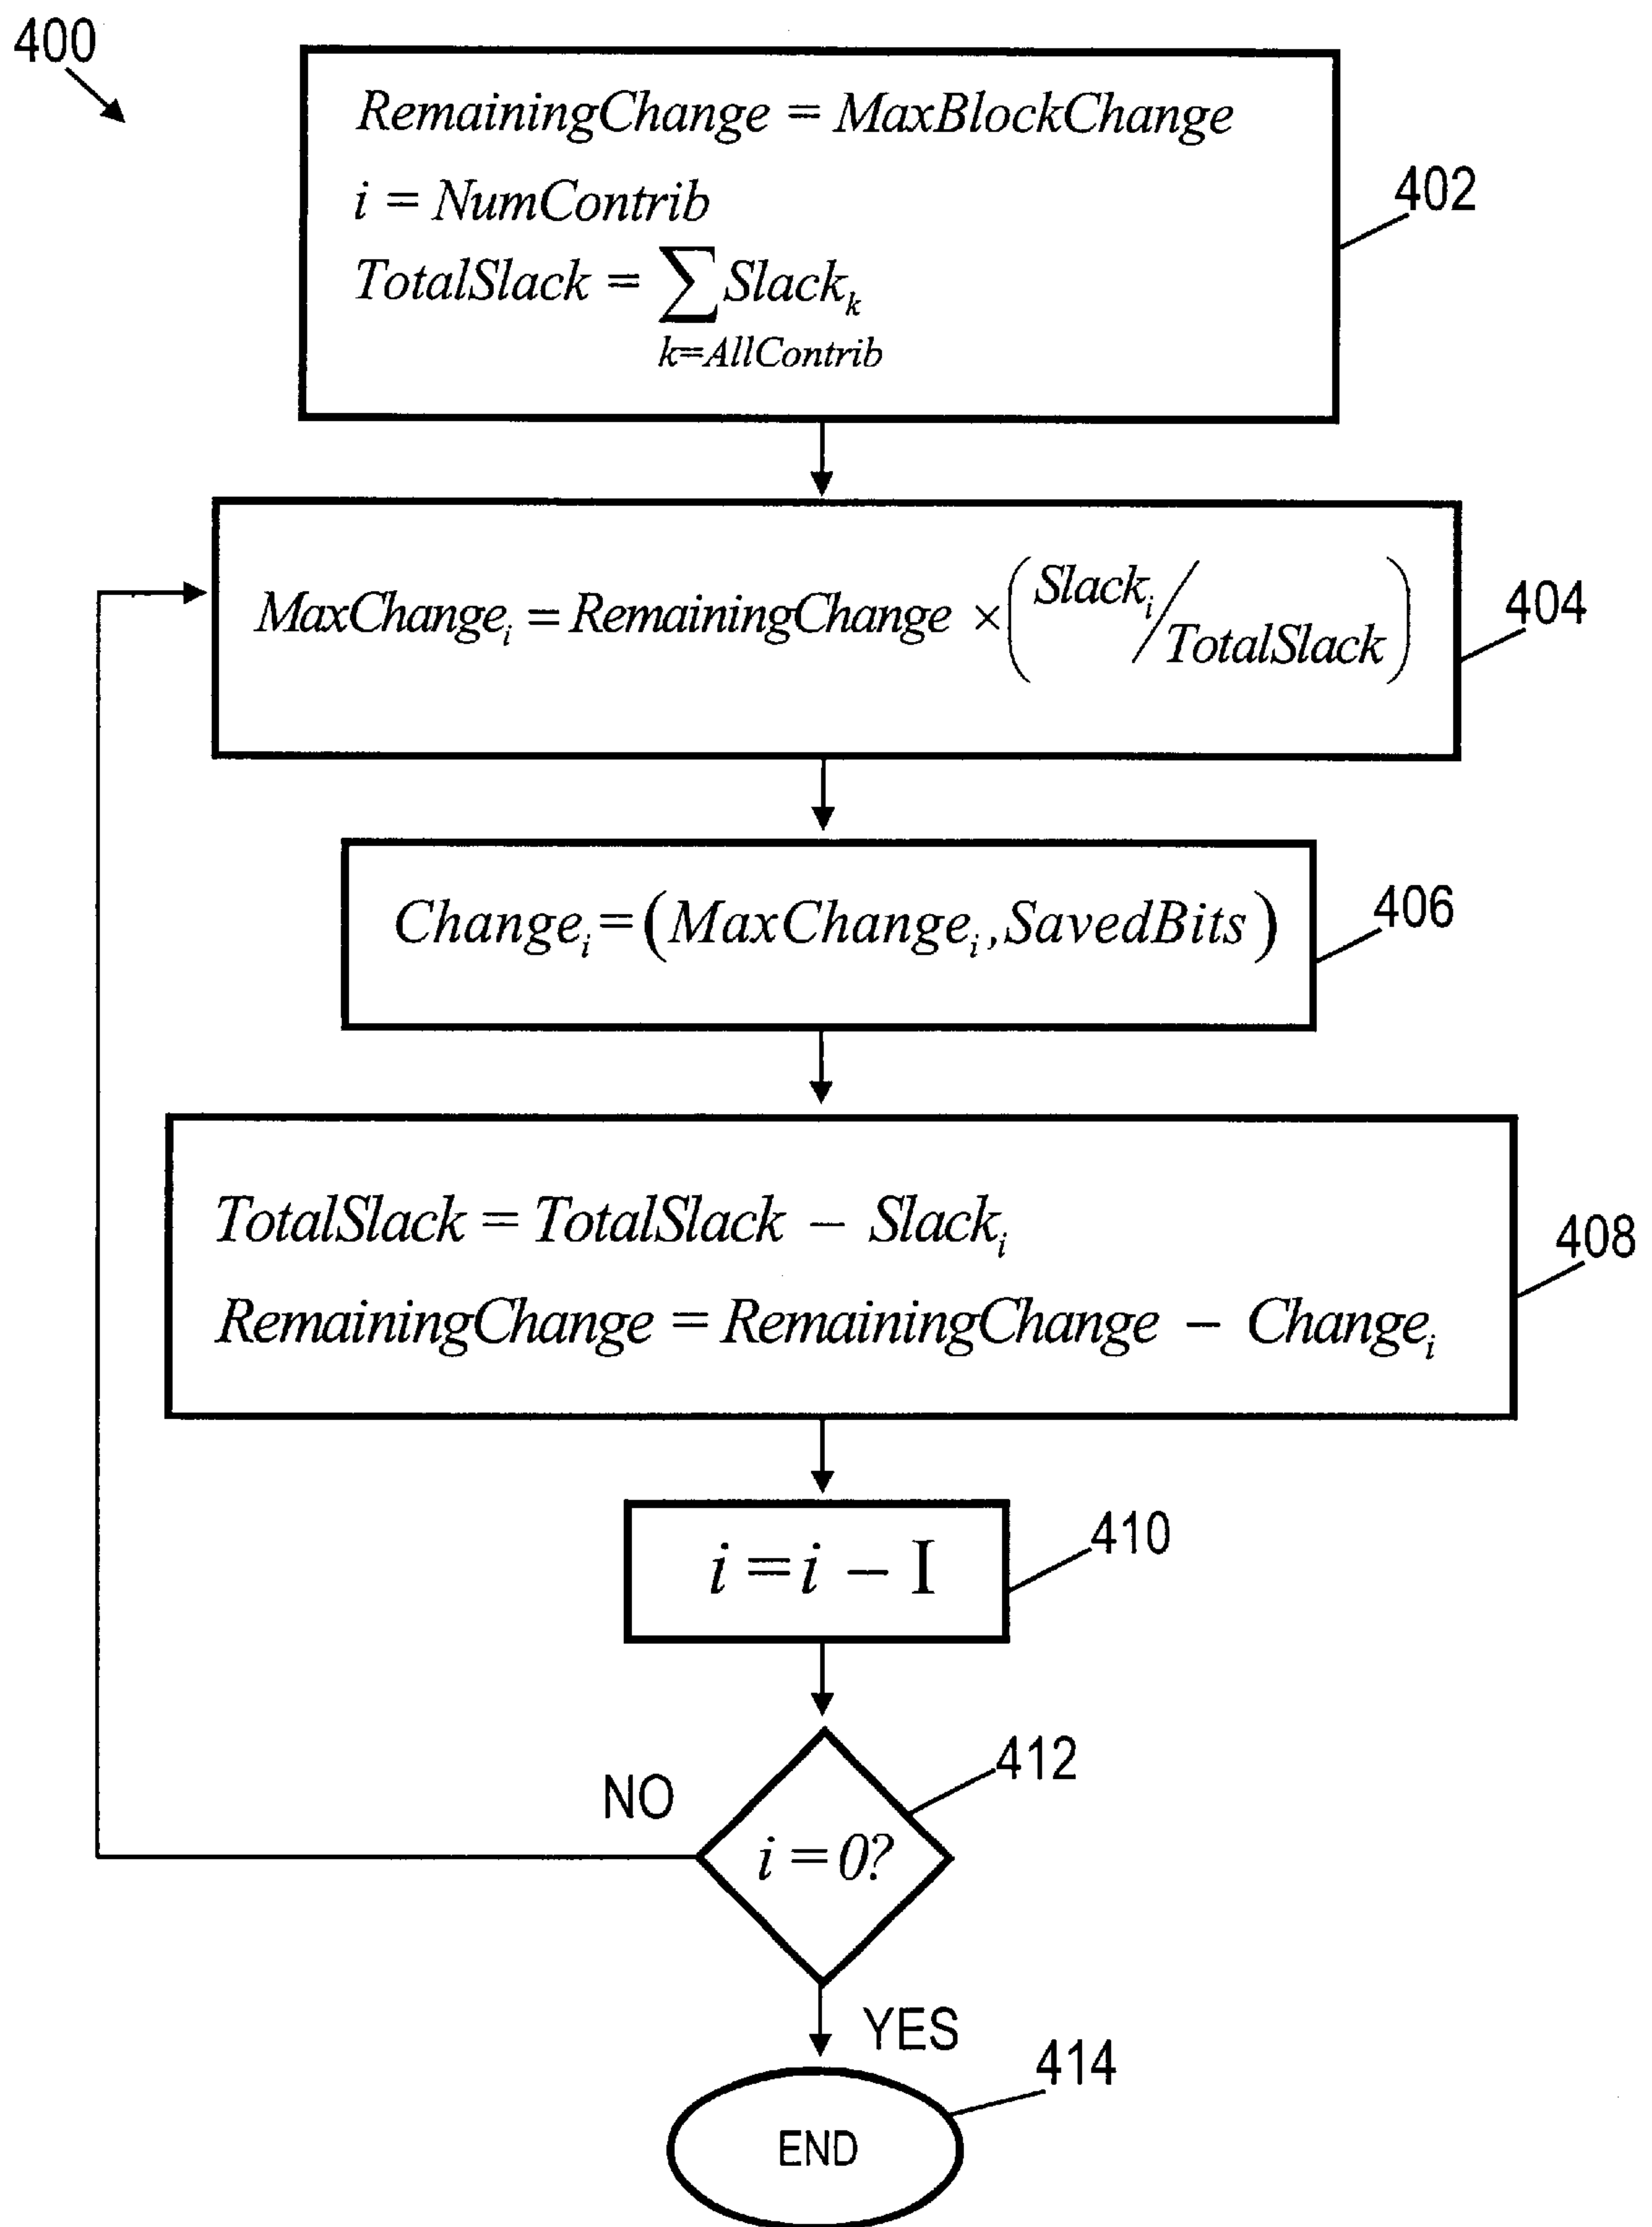 400
RemainingChange = MaxBlockChange
i = NumContrib
TotalSlack = ∑ Slack_k
k=AllContrib
402
MaxChange_i = RemainingChange × (Slack_i / TotalSlack)
404
Change_i = (MaxChange_i, SavedBits)
406
TotalSlack = TotalSlack − Slack_i
RemainingChange = RemainingChange − Change_i
408
i = i − I
410
412
NO
i = 0?
YES
414
END